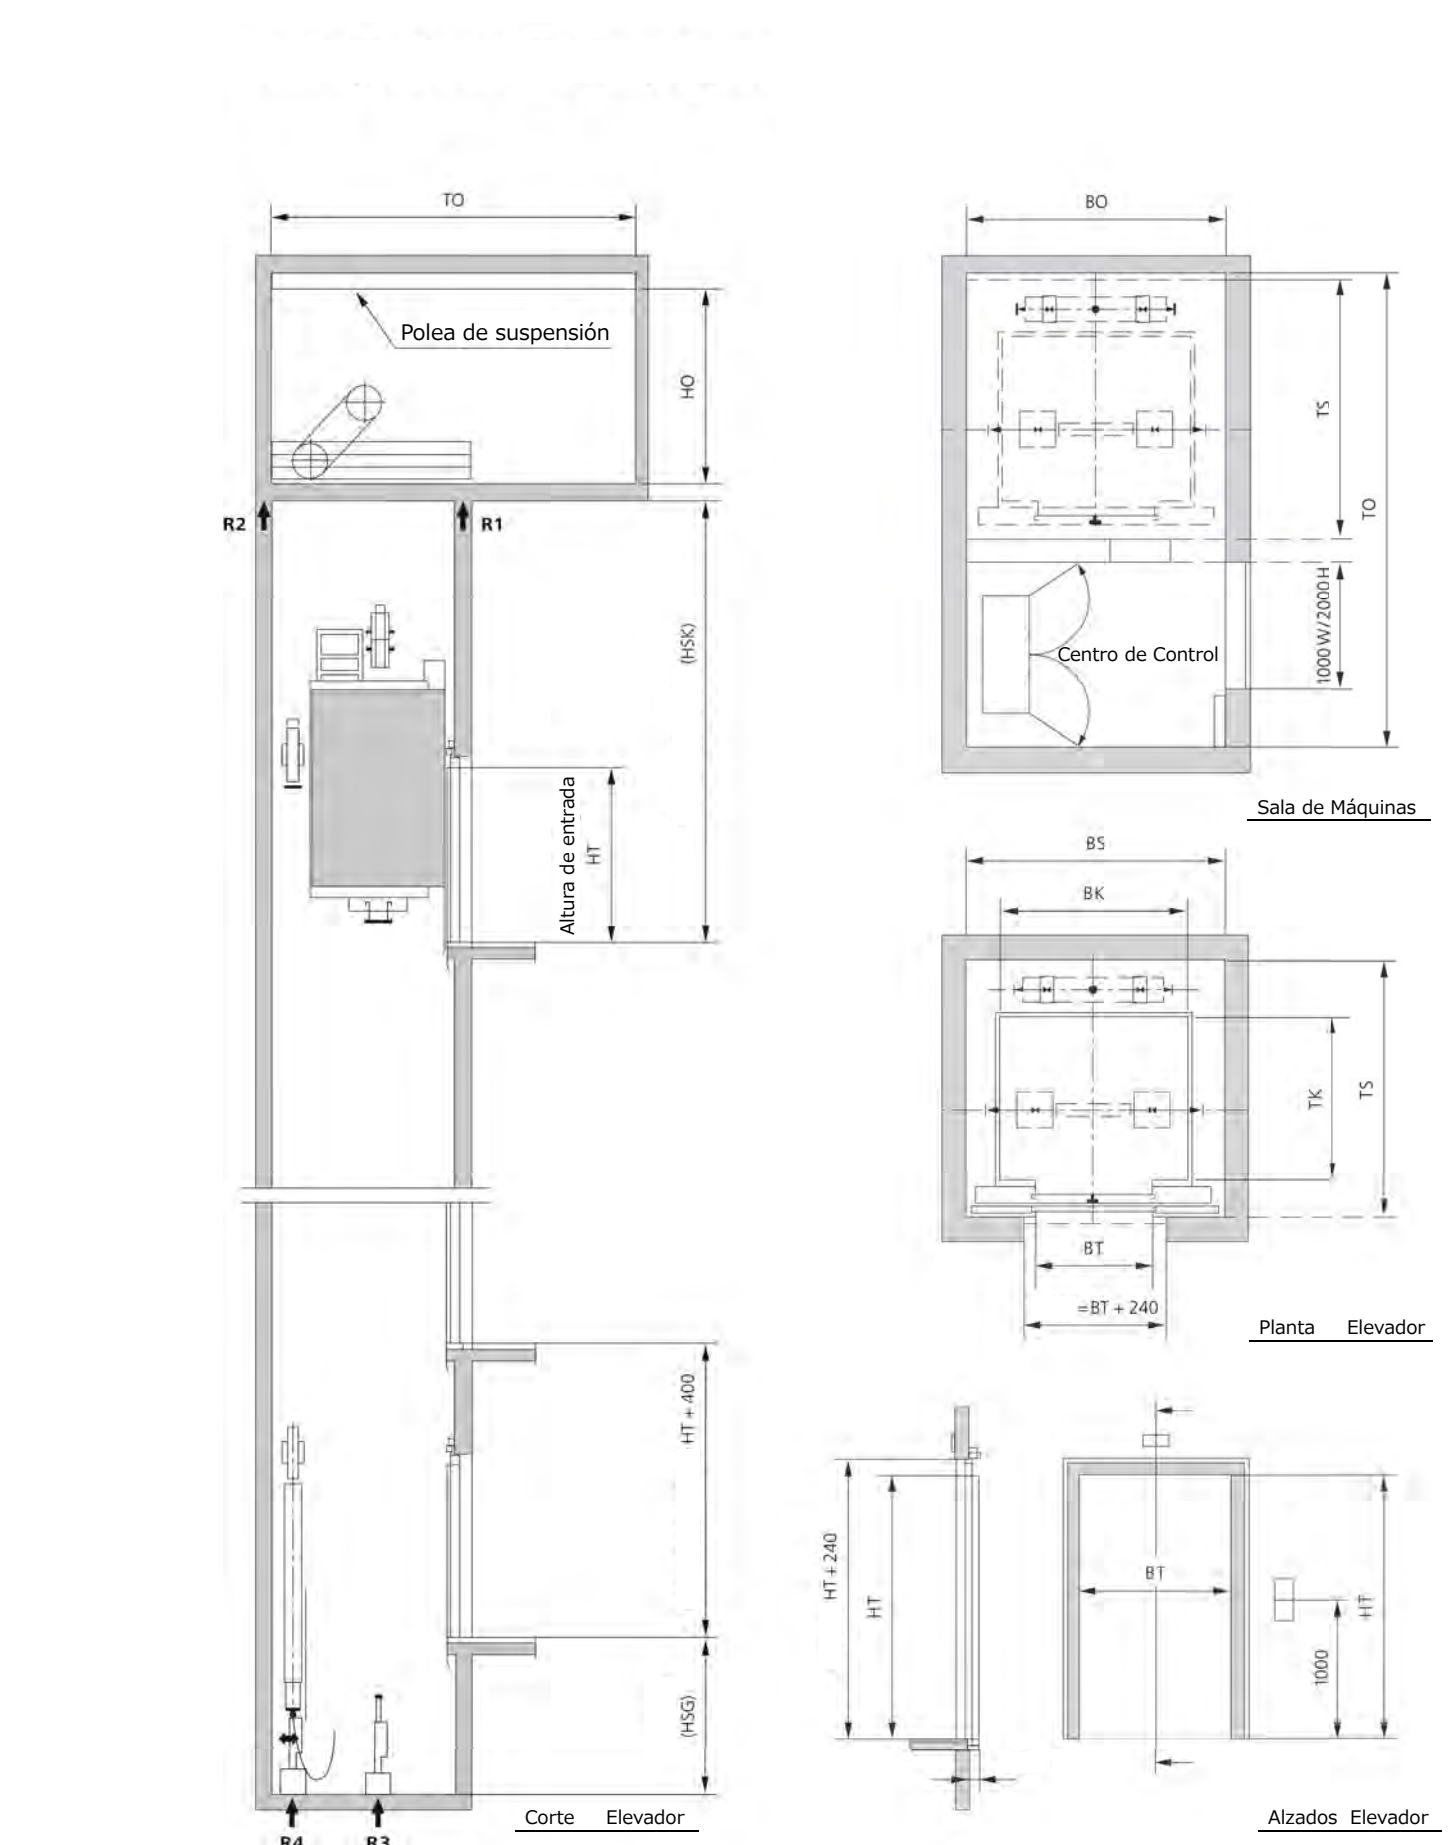 TO
Polea de suspensión
HO
R2
R1
(HSK)
Altura de entrada
HT
HT + 400
(HSG)
R4
R3
Corte Elevador
BO
TS
TO
1000 W/2000 H
Centro de Control
Sala de Máquinas
BS
BK
TK
TS
BT
=BT + 240
Planta Elevador
HT + 240
HT
BT
HT
1000
Alzados Elevador